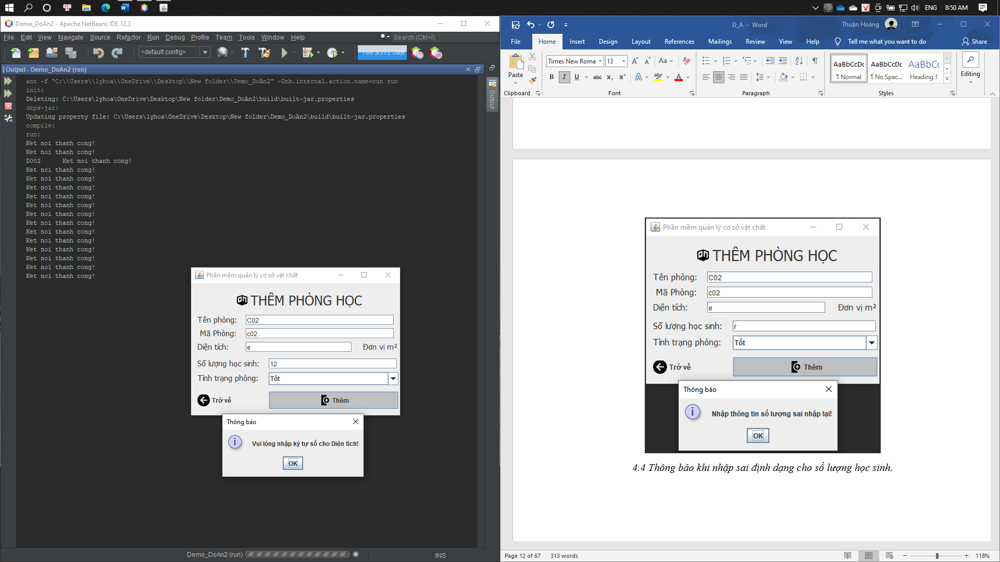 ENG
8:50 AM
Demo_DoAn2 - Apache NetBeans IDE 12.3
File Edit View Navigate Source Refactor Run Debug Profile Team Tools Window Help
Search (Ctrl+I)
<default config>
169.3/312.0MB
Output - Demo_DoAn2 (run)
ant -f "C:\\Users\\lyhoa\\OneDrive\\Desktop\\New folder\\Demo_DoAn2" -Dnb.internal.action.name=run run
init:
Deleting: C:\Users\lyhoa\OneDrive\Desktop\New folder\Demo_DoAn2\build\built-jar.properties
deps-jar:
Updating property file: C:\Users\lyhoa\OneDrive\Desktop\New folder\Demo_DoAn2\build\built-jar.properties
compile:
run:
Ket noi thanh cong!
Ket noi thanh cong!
D002 Ket noi thanh cong!
Ket noi thanh cong!
Ket noi thanh cong!
Ket noi thanh cong!
Ket noi thanh cong!
Ket noi thanh cong!
Ket noi thanh cong!
Ket noi thanh cong!
Ket noi thanh cong!
Ket noi thanh cong!
Ket noi thanh cong!
Ket noi thanh cong!
Ket noi thanh cong!
Ket noi thanh cong!
Output
Phần mềm quản lý cơ sở vật chất
THÊM PHÒNG HỌC
Tên phòng: C02
Mã Phòng: c02
Diện tích: e Đơn vị m²
Số lượng học sinh: 12
Tình trạng phòng: Tốt
Trở về
Thêm
Thông báo
Vui lòng nhập ký tự số cho Diện tích!
OK
Demo_DoAn2 (run)
INS
D_A - Word
Thuận Hoàng
File Home Insert Design Layout References Mailings Review View Help Tell me what you want to do Share
Paste
Clipboard
Times New Roma 13
B I U abc x₂ x²
Aa
A
Font
Paragraph
AaBbCcDc AaBbCcDc AaBbCc
¶ Normal ¶ No Spac... Heading 1
Styles
Editing
Phần mềm quản lý cơ sở vật chất
THÊM PHÒNG HỌC
Tên phòng: C02
Mã Phòng: c02
Diện tích: e Đơn vị m²
Số lượng học sinh: r
Tình trạng phòng: Tốt
Trở về
Thêm
Thông báo
Nhập thông tin số lượng sai nhập lại!
OK
4.4 Thông báo khi nhập sai định dạng cho số lượng học sinh.
Page 12 of 67 313 words
118%